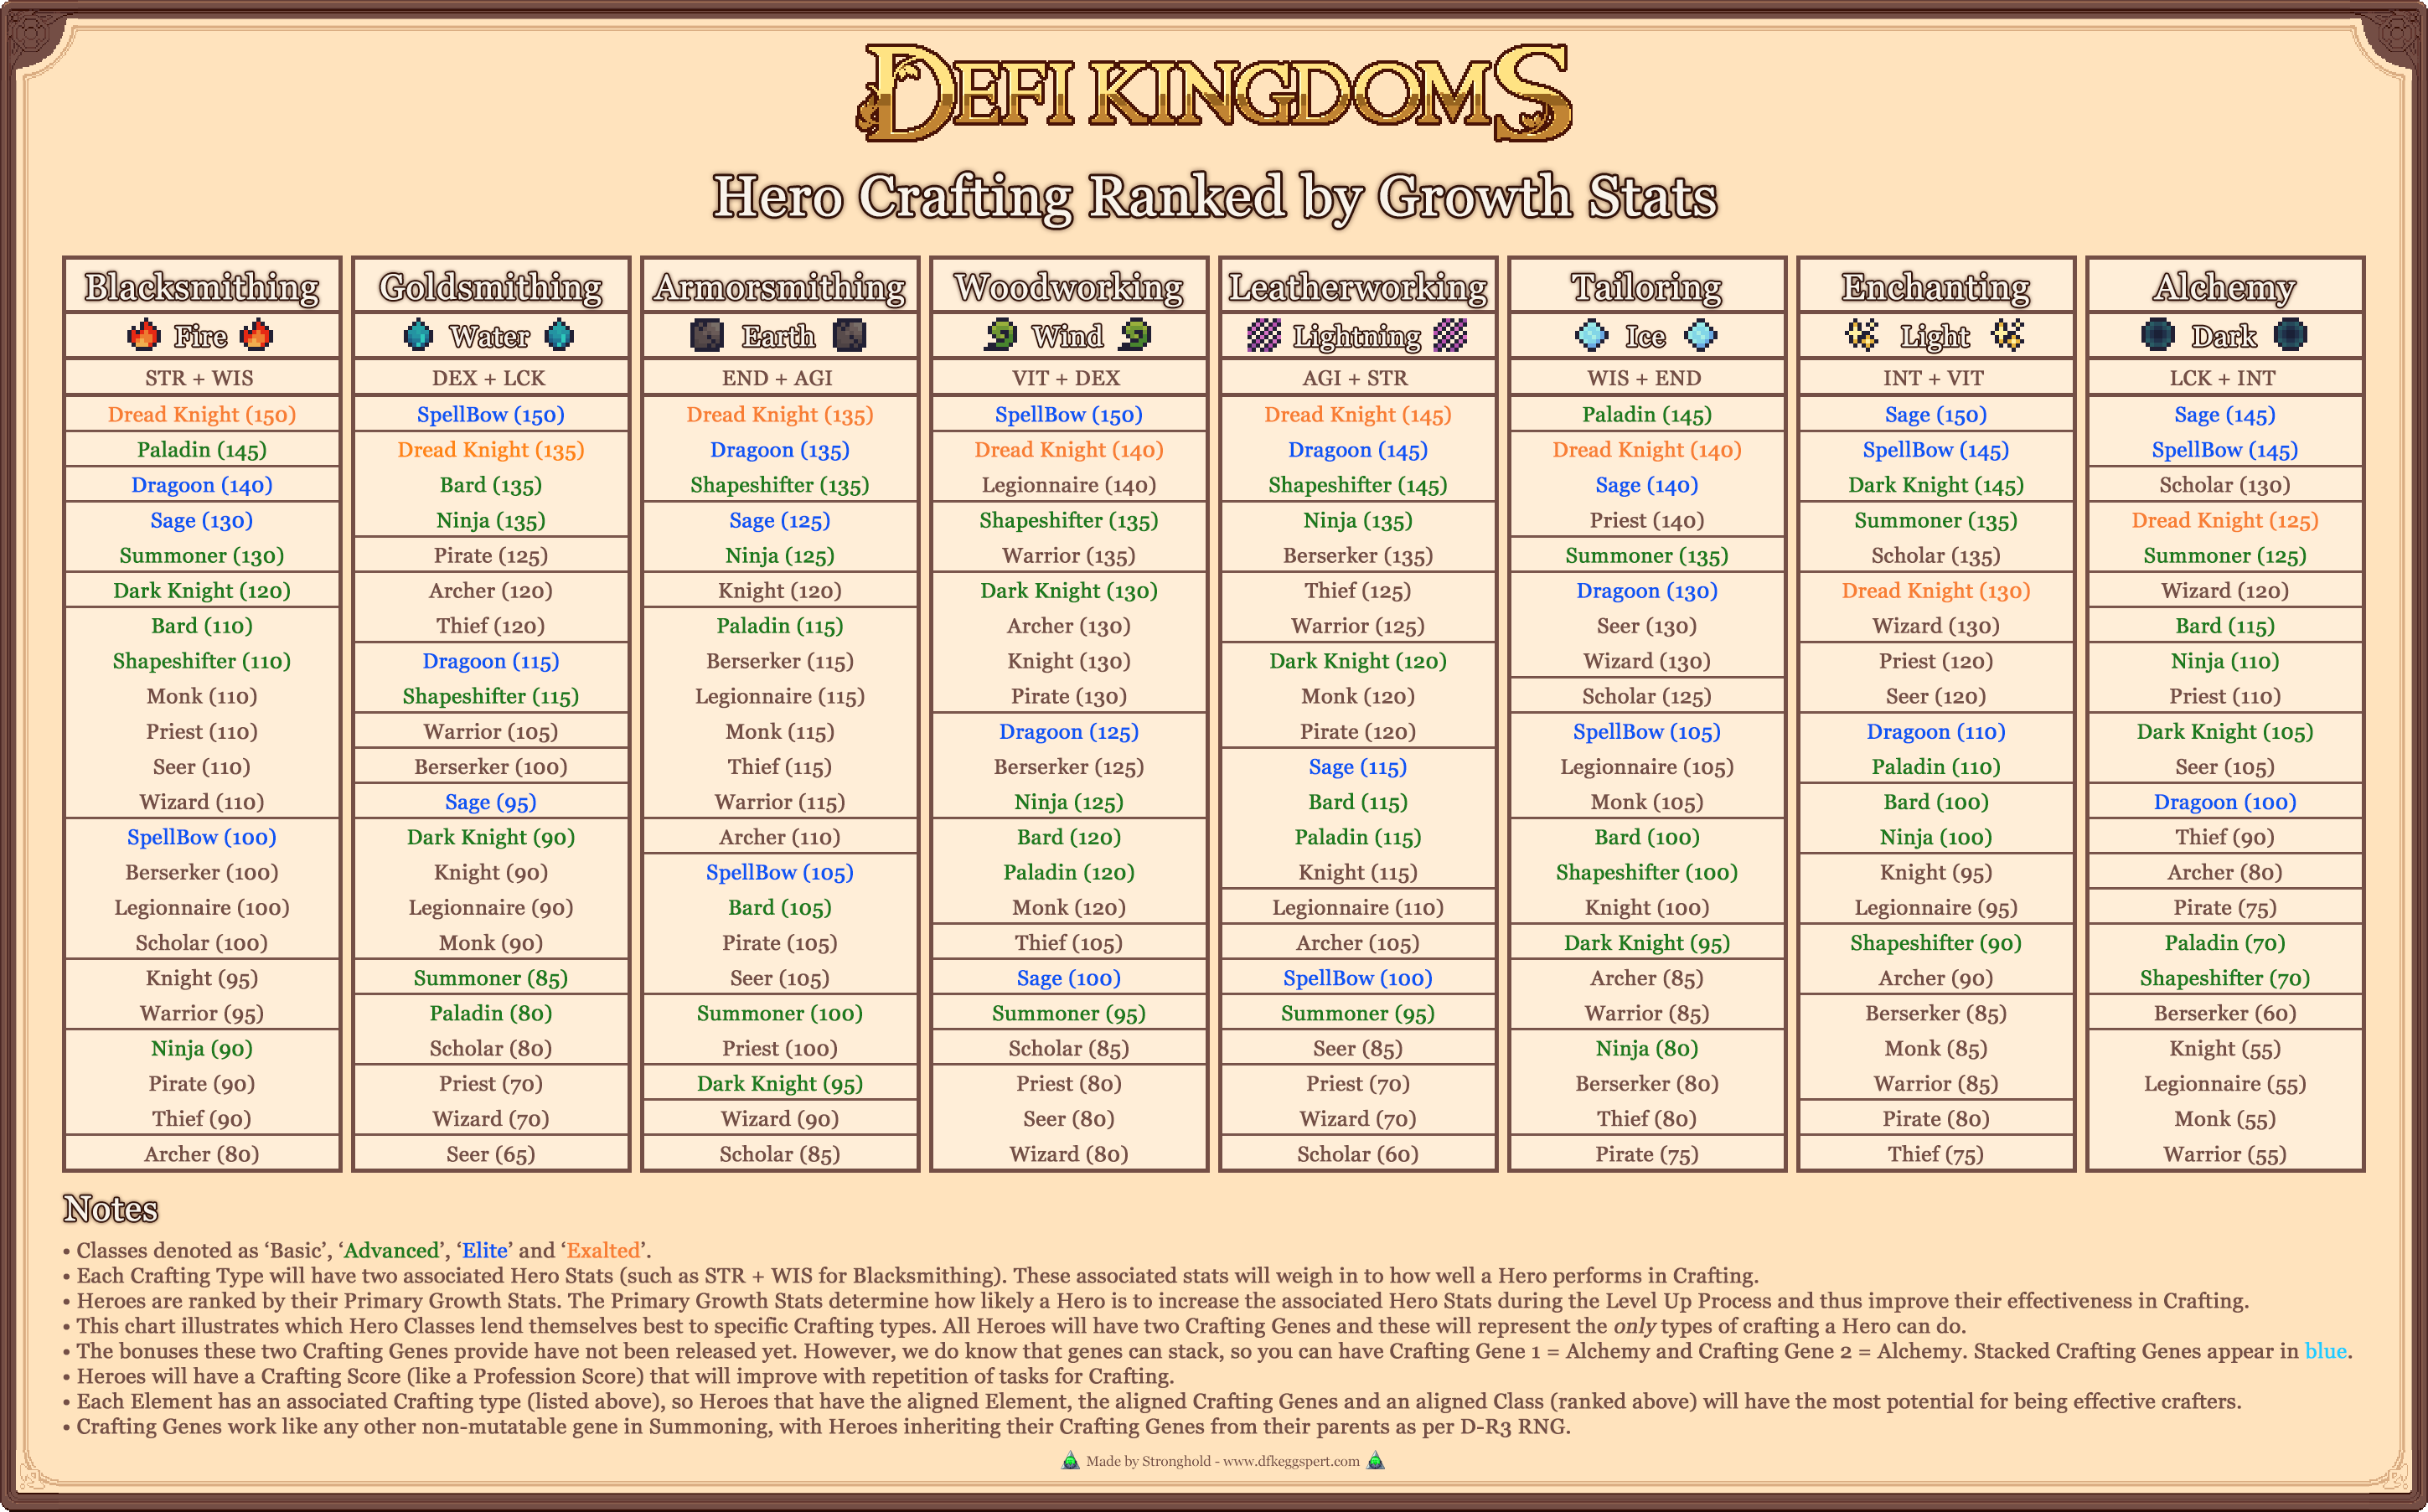 DEFI KINGDOMS
Hero Crafting Ranked by Growth Stats
Blacksmithing
Fire
STR + WIS
Dread Knight (150)
Paladin (145)
Dragoon (140)
Sage (130)
Summoner (130)
Dark Knight (120)
Bard (110)
Shapeshifter (110)
Monk (110)
Priest (110)
Seer (110)
Wizard (110)
SpellBow (100)
Berserker (100)
Legionnaire (100)
Scholar (100)
Knight (95)
Warrior (95)
Ninja (90)
Pirate (90)
Thief (90)
Archer (80)
Goldsmithing
Water
DEX + LCK
SpellBow (150)
Dread Knight (135)
Bard (135)
Ninja (135)
Pirate (125)
Archer (120)
Thief (120)
Dragoon (115)
Shapeshifter (115)
Warrior (105)
Berserker (100)
Sage (95)
Dark Knight (90)
Knight (90)
Legionnaire (90)
Monk (90)
Summoner (85)
Paladin (80)
Scholar (80)
Priest (70)
Wizard (70)
Seer (65)
Armorsmithing
Earth
END + AGI
Dread Knight (135)
Dragoon (135)
Shapeshifter (135)
Sage (125)
Ninja (125)
Knight (120)
Paladin (115)
Berserker (115)
Legionnaire (115)
Monk (115)
Thief (115)
Warrior (115)
Archer (110)
SpellBow (105)
Bard (105)
Pirate (105)
Seer (105)
Summoner (100)
Priest (100)
Dark Knight (95)
Wizard (90)
Scholar (85)
Woodworking
Wind
VIT + DEX
SpellBow (150)
Dread Knight (140)
Legionnaire (140)
Shapeshifter (135)
Warrior (135)
Dark Knight (130)
Archer (130)
Knight (130)
Pirate (130)
Dragoon (125)
Berserker (125)
Ninja (125)
Bard (120)
Paladin (120)
Monk (120)
Thief (105)
Sage (100)
Summoner (95)
Scholar (85)
Priest (80)
Seer (80)
Wizard (80)
Leatherworking
Lightning
AGI + STR
Dread Knight (145)
Dragoon (145)
Shapeshifter (145)
Ninja (135)
Berserker (135)
Thief (125)
Warrior (125)
Dark Knight (120)
Monk (120)
Pirate (120)
Sage (115)
Bard (115)
Paladin (115)
Knight (115)
Legionnaire (110)
Archer (105)
SpellBow (100)
Summoner (95)
Seer (85)
Priest (70)
Wizard (70)
Scholar (60)
Tailoring
Ice
WIS + END
Paladin (145)
Dread Knight (140)
Sage (140)
Priest (140)
Summoner (135)
Dragoon (130)
Seer (130)
Wizard (130)
Scholar (125)
SpellBow (105)
Legionnaire (105)
Monk (105)
Bard (100)
Shapeshifter (100)
Knight (100)
Dark Knight (95)
Archer (85)
Warrior (85)
Ninja (80)
Berserker (80)
Thief (80)
Pirate (75)
Enchanting
Light
INT + VIT
Sage (150)
SpellBow (145)
Dark Knight (145)
Summoner (135)
Scholar (135)
Dread Knight (130)
Wizard (130)
Priest (120)
Seer (120)
Dragoon (110)
Paladin (110)
Bard (100)
Ninja (100)
Knight (95)
Legionnaire (95)
Shapeshifter (90)
Archer (90)
Berserker (85)
Monk (85)
Warrior (85)
Pirate (80)
Thief (75)
Alchemy
Dark
LCK + INT
Sage (145)
SpellBow (145)
Scholar (130)
Dread Knight (125)
Summoner (125)
Wizard (120)
Bard (115)
Ninja (110)
Priest (110)
Dark Knight (105)
Seer (105)
Dragoon (100)
Thief (90)
Archer (80)
Pirate (75)
Paladin (70)
Shapeshifter (70)
Berserker (60)
Knight (55)
Legionnaire (55)
Monk (55)
Warrior (55)
Notes
• Classes denoted as ‘Basic’, ‘Advanced’, ‘Elite’ and ‘Exalted’.
• Each Crafting Type will have two associated Hero Stats (such as STR + WIS for Blacksmithing). These associated stats will weigh in to how well a Hero performs in Crafting.
• Heroes are ranked by their Primary Growth Stats. The Primary Growth Stats determine how likely a Hero is to increase the associated Hero Stats during the Level Up Process and thus improve their effectiveness in Crafting.
• This chart illustrates which Hero Classes lend themselves best to specific Crafting types. All Heroes will have two Crafting Genes and these will represent the only types of crafting a Hero can do.
• The bonuses these two Crafting Genes provide have not been released yet. However, we do know that genes can stack, so you can have Crafting Gene 1 = Alchemy and Crafting Gene 2 = Alchemy. Stacked Crafting Genes appear in blue.
• Heroes will have a Crafting Score (like a Profession Score) that will improve with repetition of tasks for Crafting.
• Each Element has an associated Crafting type (listed above), so Heroes that have the aligned Element, the aligned Crafting Genes and an aligned Class (ranked above) will have the most potential for being effective crafters.
• Crafting Genes work like any other non-mutatable gene in Summoning, with Heroes inheriting their Crafting Genes from their parents as per D-R3 RNG.
Made by Stronghold - www.dfkeggspert.com